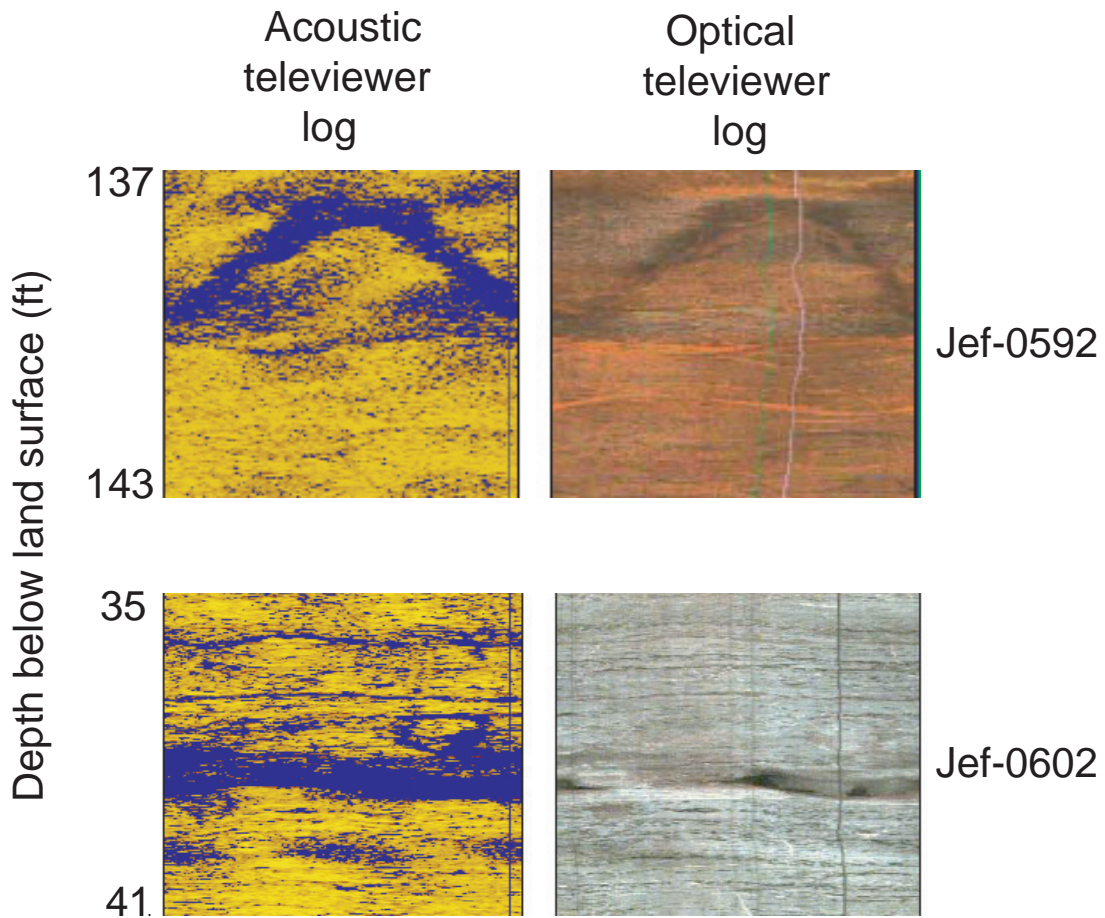 Acoustic
televiewer
log
Optical
televiewer
log
Depth below land surface (ft)
137
143
Jef-0592
35
41
Jef-0602